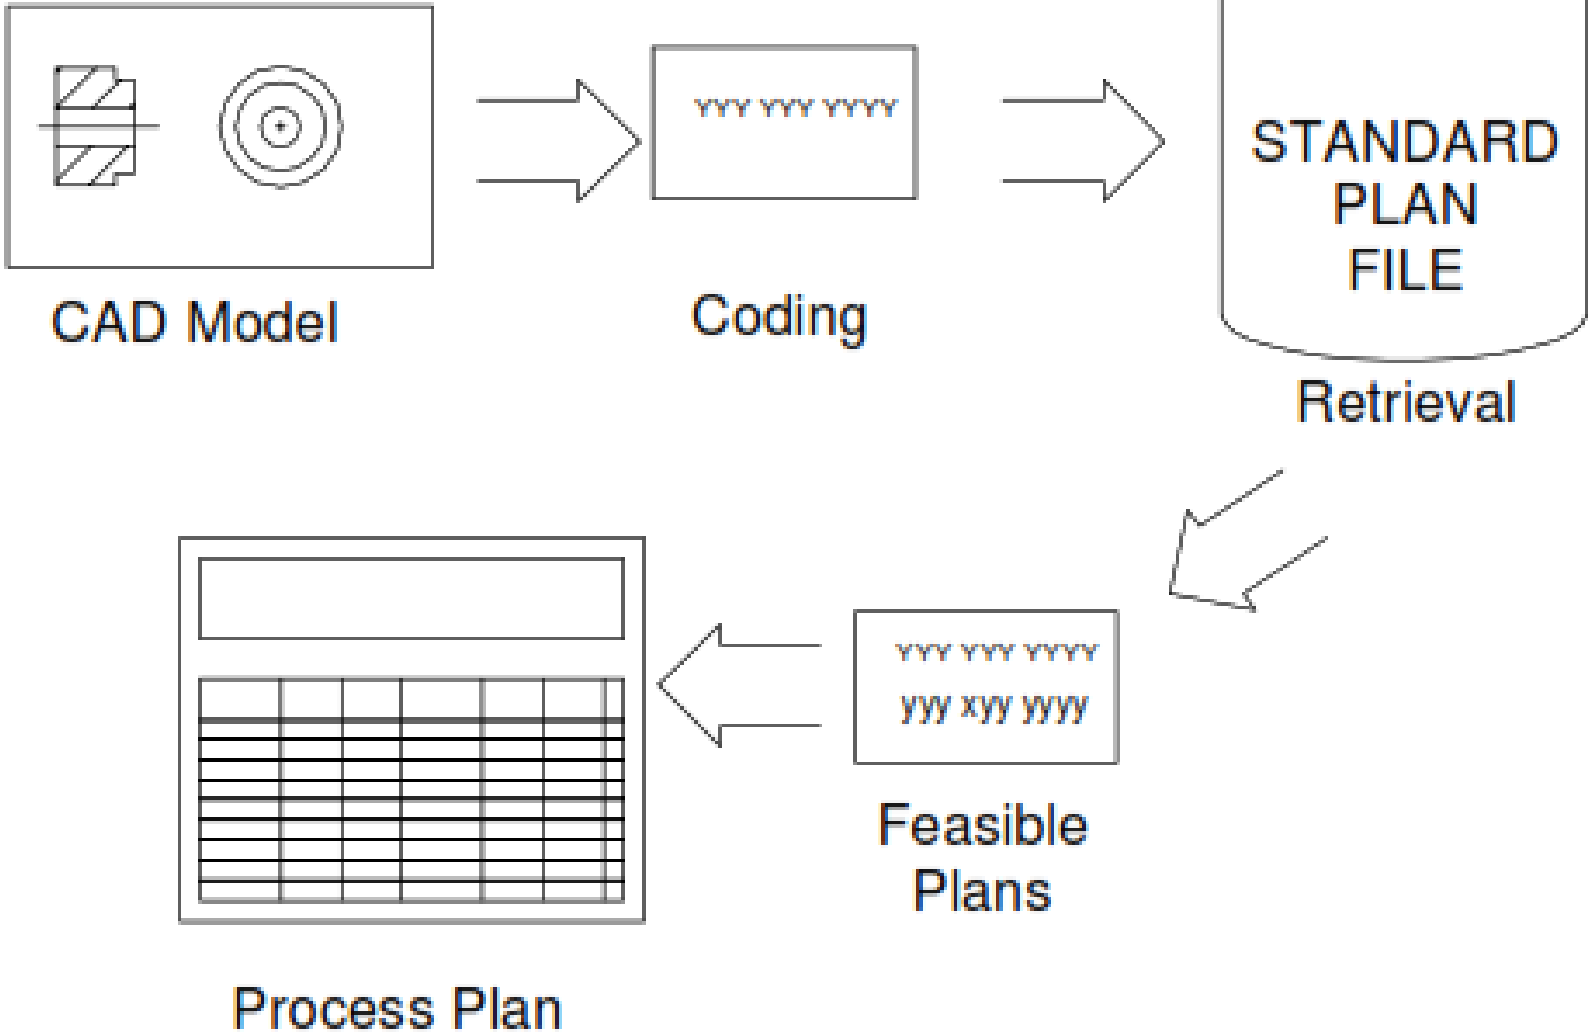 YYY YYY YYYY
STANDARD
PLAN
FILE
CAD Model
Coding
Retrieval
YYY YYY YYYY
yyy xyy yyyy
Feasible
Plans
Process Plan